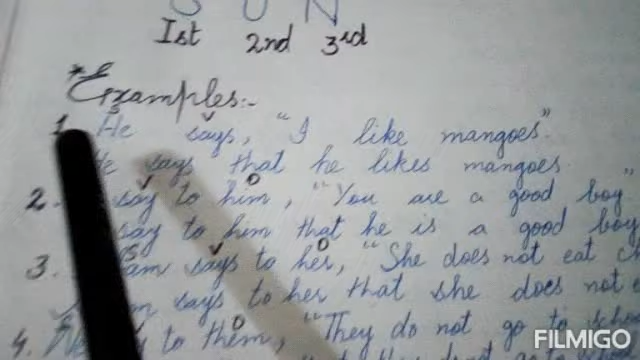 S U N
Ist 2nd 3rd
* Examples:-
S V
1. He says, "I like mangoes".
He says that he likes mangoes.
V O
2. say to him, "You are a good boy"
say to him that he is a good boy
S V O
3. says to her, "She does not eat
says to her that she does not
O
4. to them, "They do not go to
FILMIGO